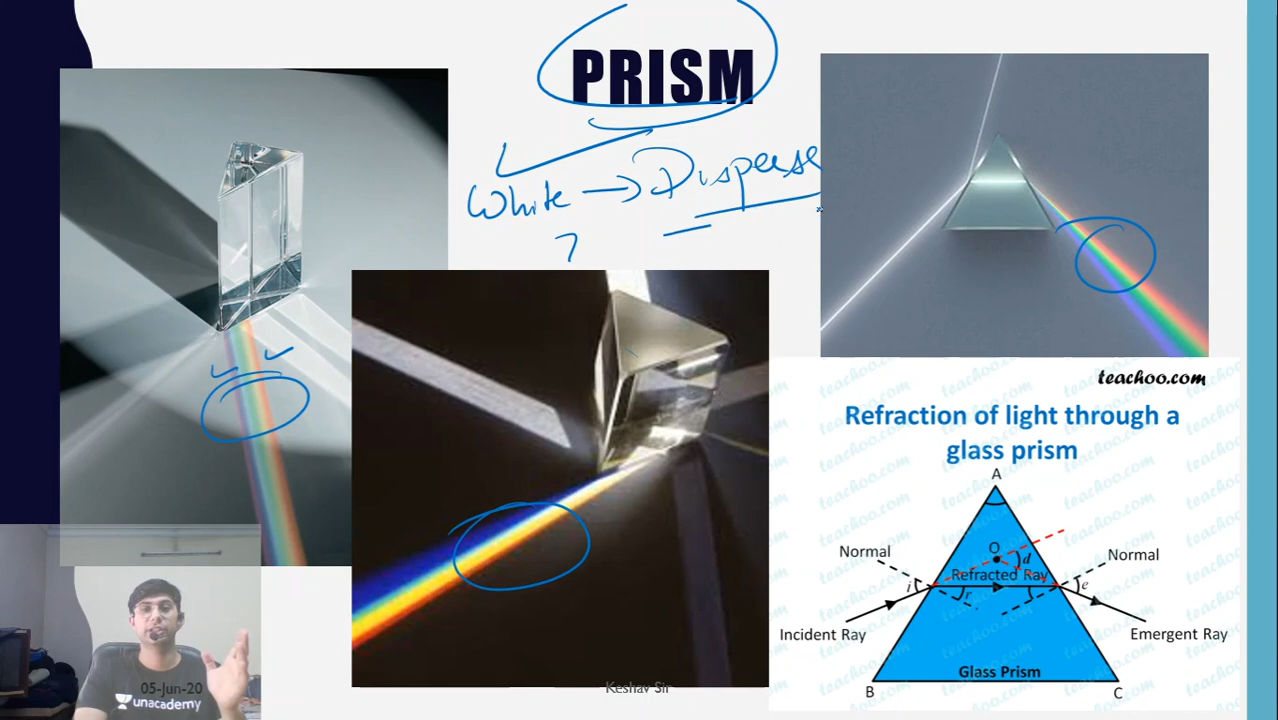 PRISM
White → Disperse
7
teachoo.com
Refraction of light through a
glass prism
A
Normal
Normal
O
d
Refracted Ray
i
r
e
Incident Ray
Emergent Ray
Glass Prism
B
C
05-Jun-20
unacademy
Keshav Sir